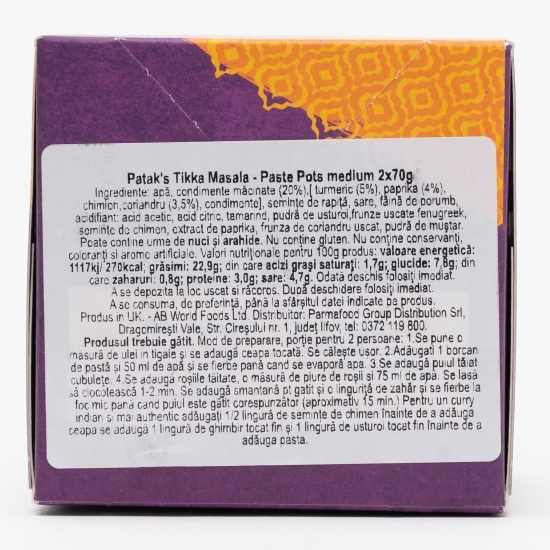 Patak's Tikka Masala - Paste Pots medium 2x70g
Ingrediente: apă, condimente măcinate (20%),[ turmeric (5%), paprika (4%),
chimion,coriandru (3,5%), condimente], semințe de rapiță, sare, făină de porumb,
acidifianț: acid acetic, acid citric, tamarind, pudră de usturoi,frunze uscate fenugreek,
semințe de chimen, extract de paprika, frunza de coriandru uscat, pudră de muștar.
Poate conține urme de nuci și arahide. Nu conține gluten. Nu conține conservanți,
coloranți si arome artificiale. Valori nutriționale pentru 100g produs: valoare energetică:
1117kj/ 270kcal; grăsimi: 22,9g; din care acizi grași saturați: 1,7g; glucide: 7,8g; din
care zaharuri: 0,8g; proteine: 3,0g; sare: 4,7g. Odată deschis folosiți imediat.
A se depozita la loc uscat si răcoros. După deschidere folosiți imediat.
A se consuma, de preferință, până la sfârșitul datei indicate pe produs.
Produs in UK. - AB World Foods Ltd. Distribuitor: Parmafood Group Distribution Srl,
Dragomirești Vale, Str. Cireșului nr. 1, județ Ilfov, tel: 0372 119 800.
Produsul trebuie gătit. Mod de preparare, porție pentru 2 persoane: 1.Se pune o
masură de ulei in tigaie și se adaugă ceapa tocată. Se călește ușor. 2.Adăugați 1 borcan
de pastă și 50 ml de apă și se fierbe pană cand se evaporă apa. 3.Se adaugă puiul tăiat
cubulețe. 4.Se adaugă roșiile tăiate, o măsură de piure de roșii si 75 ml de apă. Se lasă
să clocotească 1-2 min. Se adaugă smantană pt gatit și o linguriță de zahăr și se fierbe la
foc mic pană cand puiul este gătit corespunzător (aproximativ 15 min.) Pentru un curry
indian si mai authentic adăugați 1/2 lingură de semințe de chimen înainte de a adăuga
ceapa se adaugă 1 lingură de ghimbir tocat fin și 1 lingură de usturoi tocat fin înainte de a
adăuga pasta.